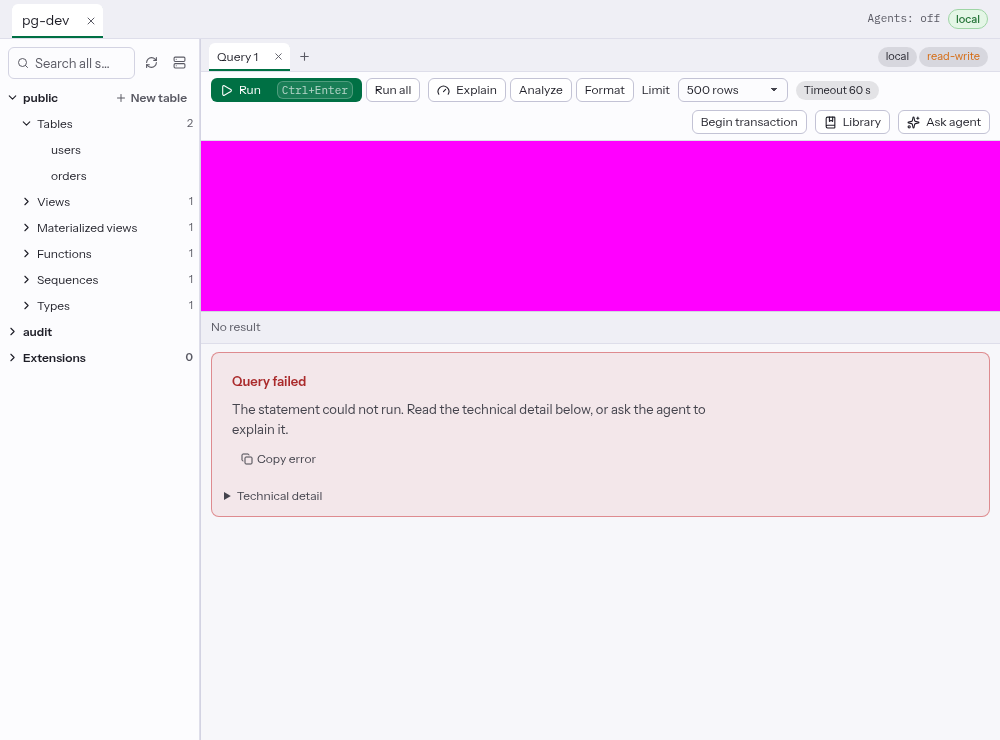 pg-dev
Agents: off local
Search all s...
Query 1
local read-write
public + New table
Run Ctrl+Enter Run all Explain Analyze Format Limit 500 rows Timeout 60 s
Begin transaction Library Ask agent
Tables 2
users
orders
Views 1
Materialized views 1
Functions 1
Sequences 1
Types 1
audit
Extensions 0
No result
Query failed
The statement could not run. Read the technical detail below, or ask the agent to
explain it.
Copy error
Technical detail